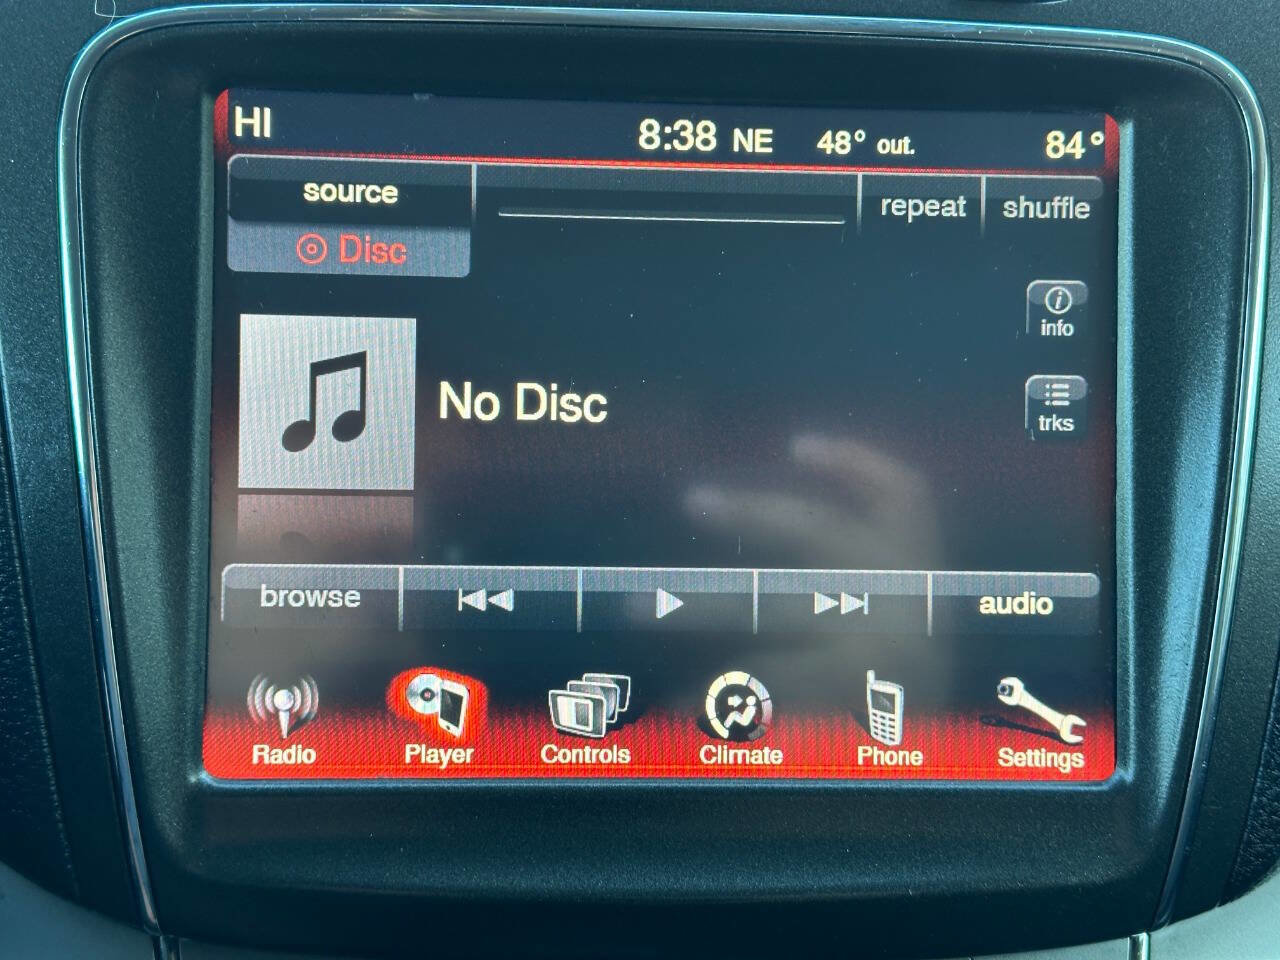 HI 8:38 NE 48° out. 84°
source repeat shuffle
Disc
info
No Disc
trks
browse audio
Radio Player Controls Climate Phone Settings